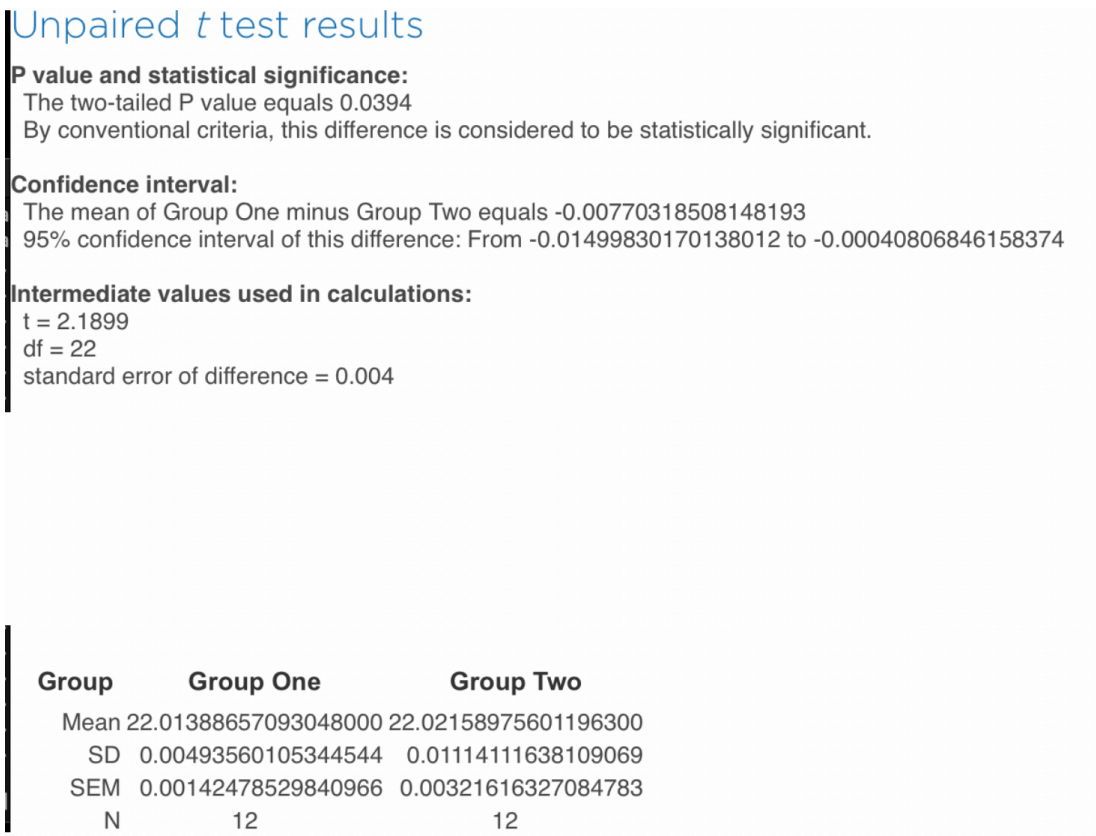 Unpaired t test results
P value and statistical significance:
The two-tailed P value equals 0.0394
By conventional criteria, this difference is considered to be statistically significant.
Confidence interval:
The mean of Group One minus Group Two equals -0.00770318508148193
95% confidence interval of this difference: From -0.01499830170138012 to -0.00040806846158374
Intermediate values used in calculations:
t = 2.1899
df = 22
standard error of difference = 0.004
Group Group One Group Two
Mean 22.01388657093048000 22.02158975601196300
SD 0.00493560105344544 0.01114111638109069
SEM 0.00142478529840966 0.00321616327084783
N 12 12